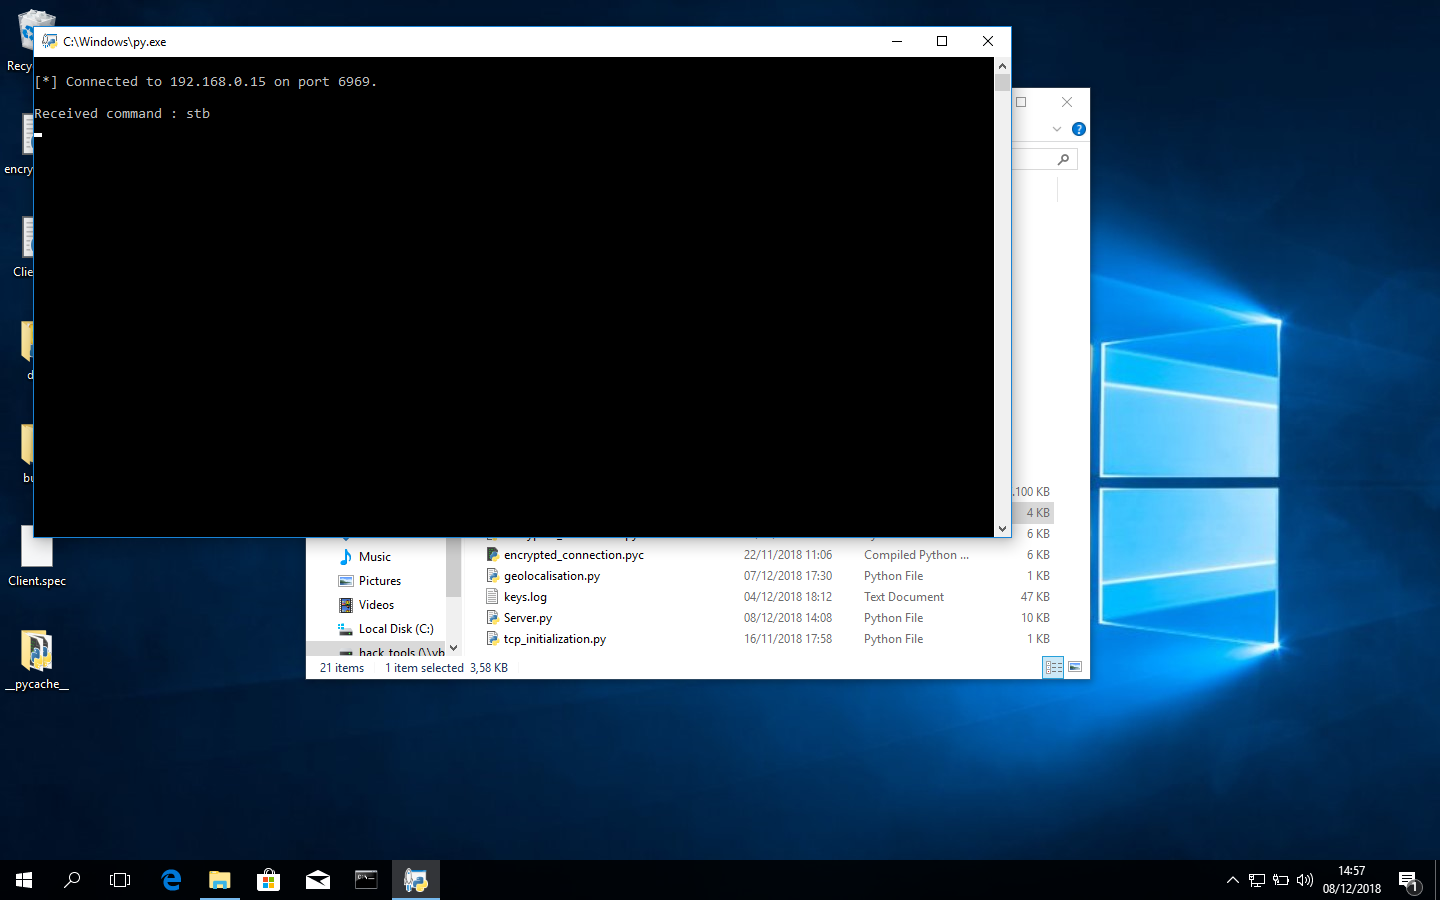 C:\Windows\py.exe
[*] Connected to 192.168.0.15 on port 6969.
Received command : stb
Recy
encry
Clie
d
bu
Client.spec
__pycache__
.100 KB
4 KB
6 KB
Music
encrypted_connection.pyc 22/11/2018 11:06 Compiled Python ... 6 KB
Pictures
geolocalisation.py 07/12/2018 17:30 Python File 1 KB
Videos
keys.log 04/12/2018 18:12 Text Document 47 KB
Local Disk (C:)
Server.py 08/12/2018 14:08 Python File 10 KB
hack_tools (\\vb
tcp_initialization.py 16/11/2018 17:58 Python File 1 KB
21 items 1 item selected 3,58 KB
14:57
08/12/2018
1